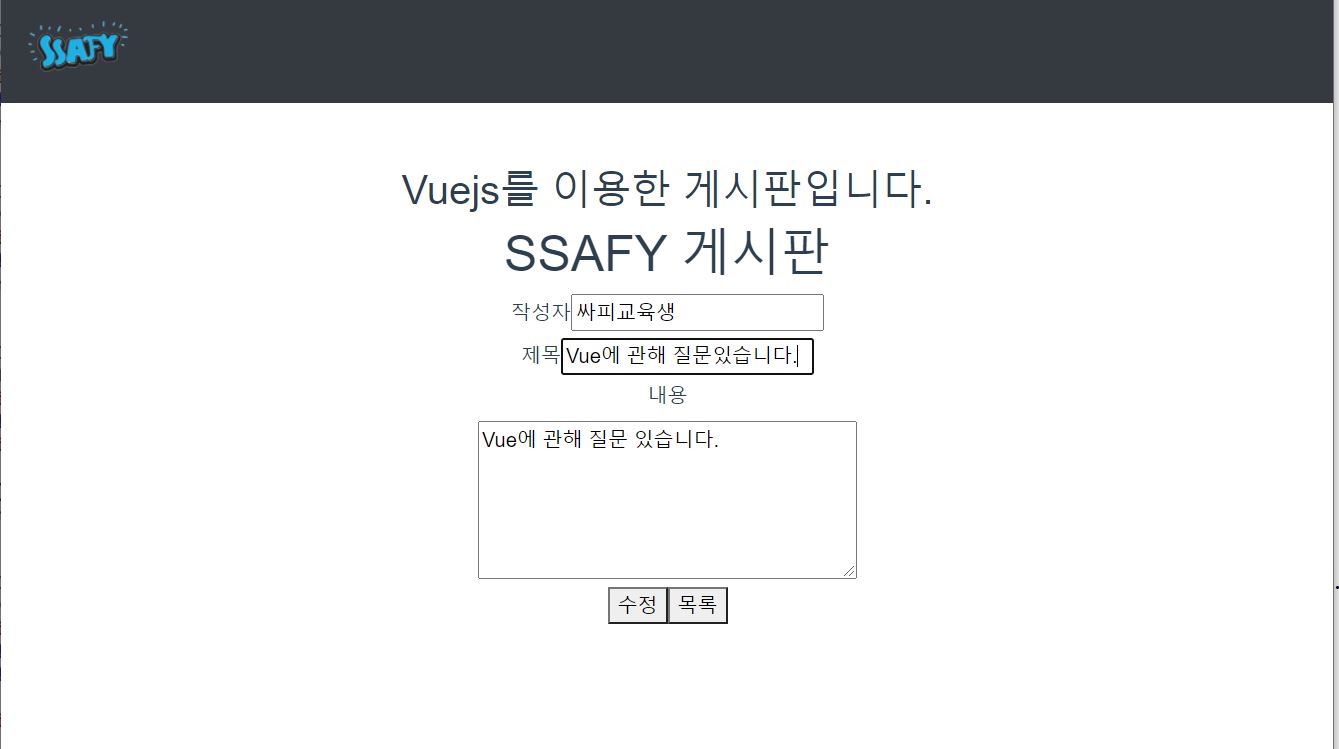 SSAFY
Vuejs를 이용한 게시판입니다.
SSAFY 게시판
작성자 싸피교육생
제목 Vue에 관해 질문있습니다.
내용
Vue에 관해 질문 있습니다.
수정 목록